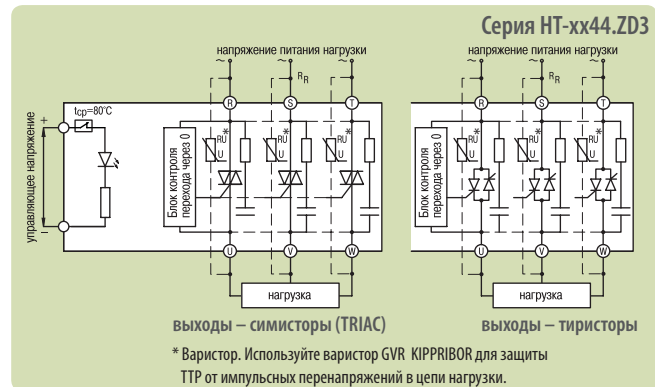 Серия HT-xx44.ZD3
напряжение питания нагрузки
напряжение питания нагрузки
~ ~ ~
~ ~ ~
RR
RR
R S T
R S T
tср=80°C
управляющее напряжение
+
–
Блок контроля
перехода через 0
RU * RU * RU *
U U U
Блок контроля
перехода через 0
RU * RU * RU *
U U U
U V W
U V W
нагрузка
нагрузка
выходы – симисторы (TRIAC)
выходы – тиристоры
* Варистор. Используйте варистор GVR KIPPRIBOR для защиты
ТТР от импульсных перенапряжений в цепи нагрузки.